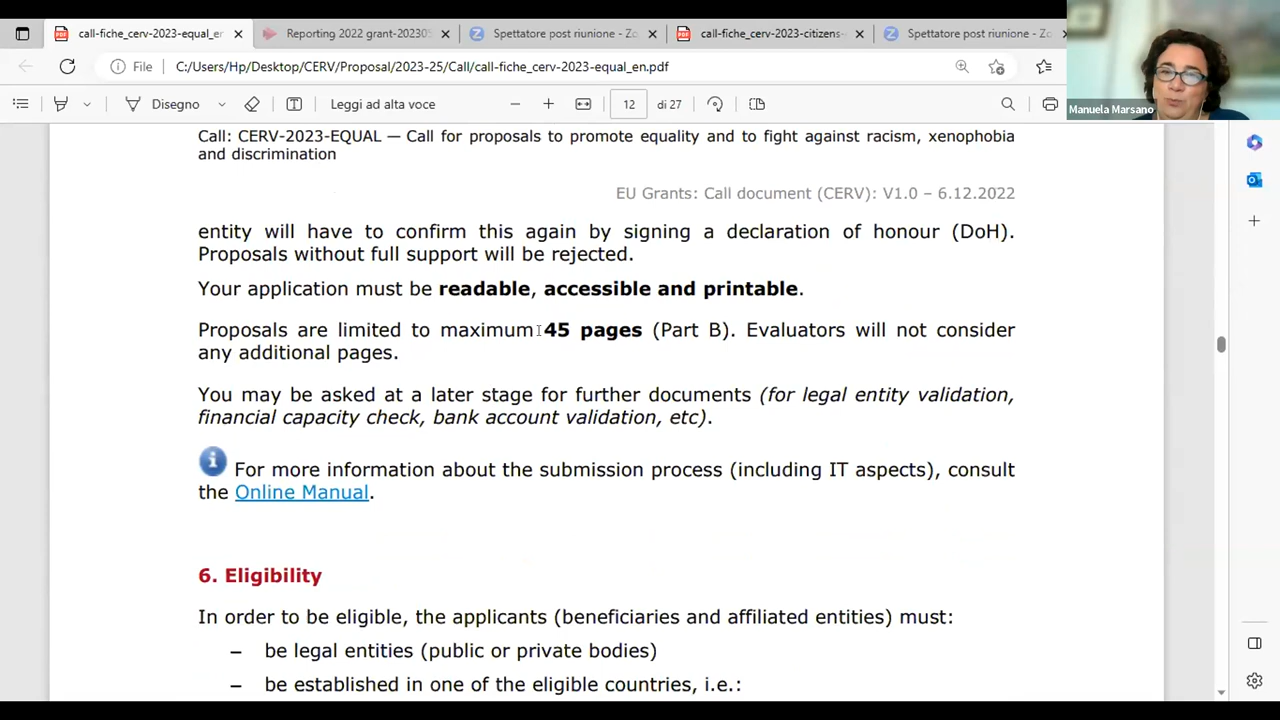 call-fiche_cerv-2023-equal_er
Reporting 2022 grant-202305
Spettatore post riunione - Zo
call-fiche_cerv-2023-citizens-
Spettatore post riunione - Zo
File C:/Users/Hp/Desktop/CERV/Proposal/2023-25/Call/call-fiche_cerv-2023-equal_en.pdf
Disegno
Leggi ad alta voce
12 di 27
Manuela Marsano
Call: CERV-2023-EQUAL — Call for proposals to promote equality and to fight against racism, xenophobia
and discrimination
EU Grants: Call document (CERV): V1.0 – 6.12.2022
entity will have to confirm this again by signing a declaration of honour (DoH).
Proposals without full support will be rejected.
Your application must be readable, accessible and printable.
Proposals are limited to maximum 45 pages (Part B). Evaluators will not consider
any additional pages.
You may be asked at a later stage for further documents (for legal entity validation,
financial capacity check, bank account validation, etc).
For more information about the submission process (including IT aspects), consult
the Online Manual.
6. Eligibility
In order to be eligible, the applicants (beneficiaries and affiliated entities) must:
– be legal entities (public or private bodies)
– be established in one of the eligible countries, i.e.: